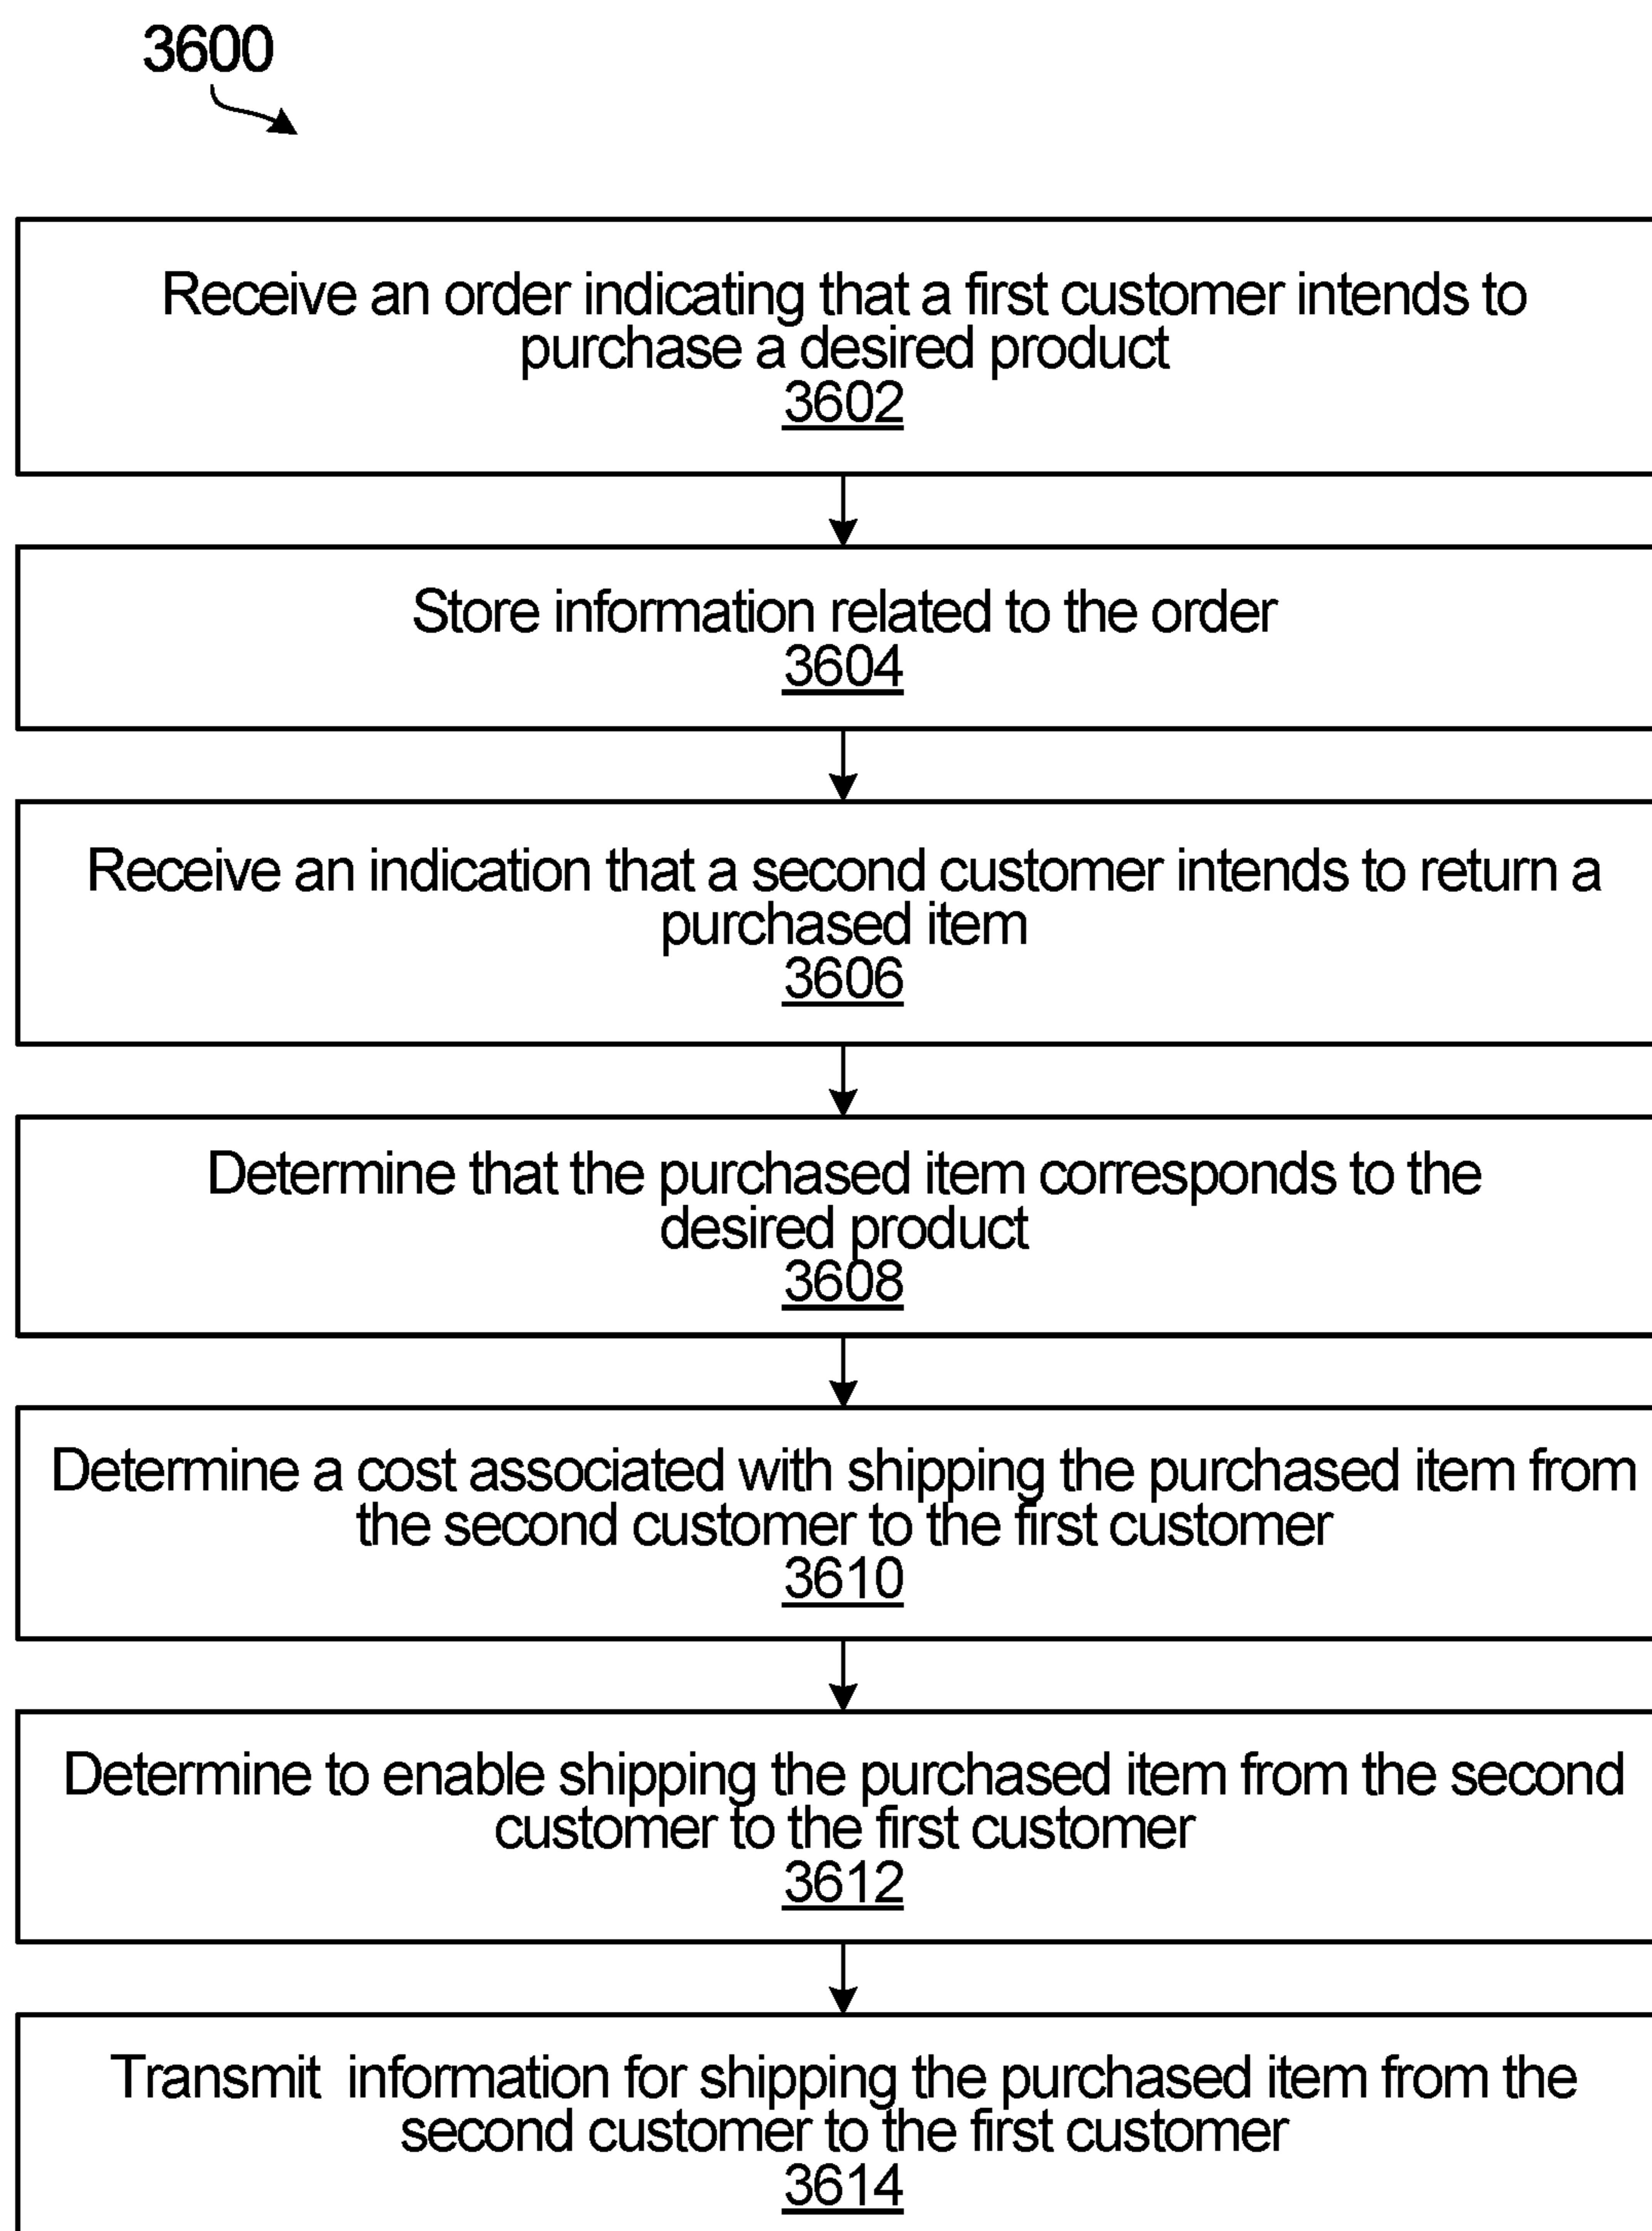 3600
Receive an order indicating that a first customer intends to
purchase a desired product
3602
Store information related to the order
3604
Receive an indication that a second customer intends to return a
purchased item
3606
Determine that the purchased item corresponds to the
desired product
3608
Determine a cost associated with shipping the purchased item from
the second customer to the first customer
3610
Determine to enable shipping the purchased item from the second
customer to the first customer
3612
Transmit information for shipping the purchased item from the
second customer to the first customer
3614